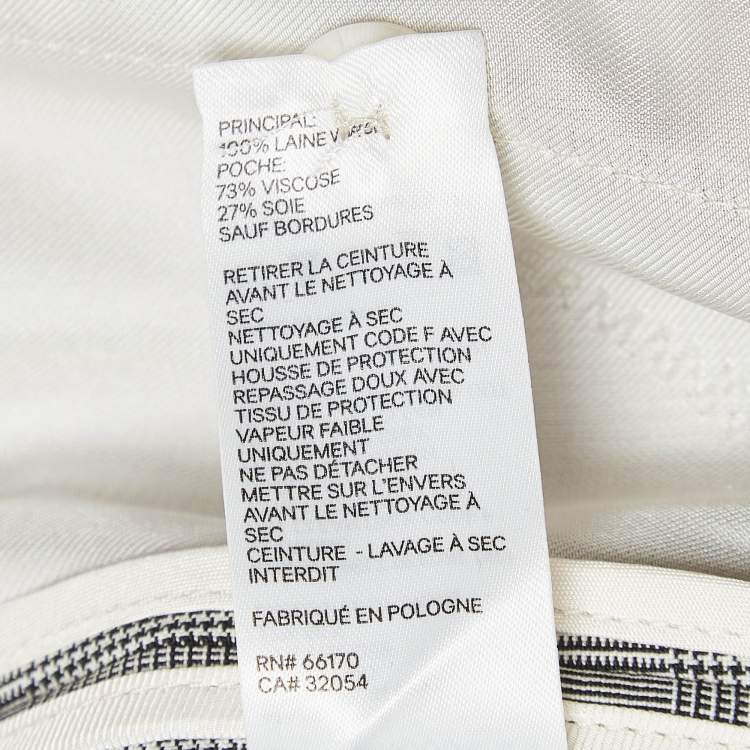 PRINCIPAL:
100% LAINE
POCHE:
73% VISCOSE
27% SOIE
SAUF BORDURES
RETIRER LA CEINTURE
AVANT LE NETTOYAGE À
SEC
NETTOYAGE À SEC
UNIQUEMENT CODE F AVEC
HOUSSE DE PROTECTION
REPASSAGE DOUX AVEC
TISSU DE PROTECTION
VAPEUR FAIBLE
UNIQUEMENT
NE PAS DÉTACHER
METTRE SUR L'ENVERS
AVANT LE NETTOYAGE À
SEC
CEINTURE - LAVAGE À SEC
INTERDIT
FABRIQUÉ EN POLOGNE
RN# 66170
CA# 32054